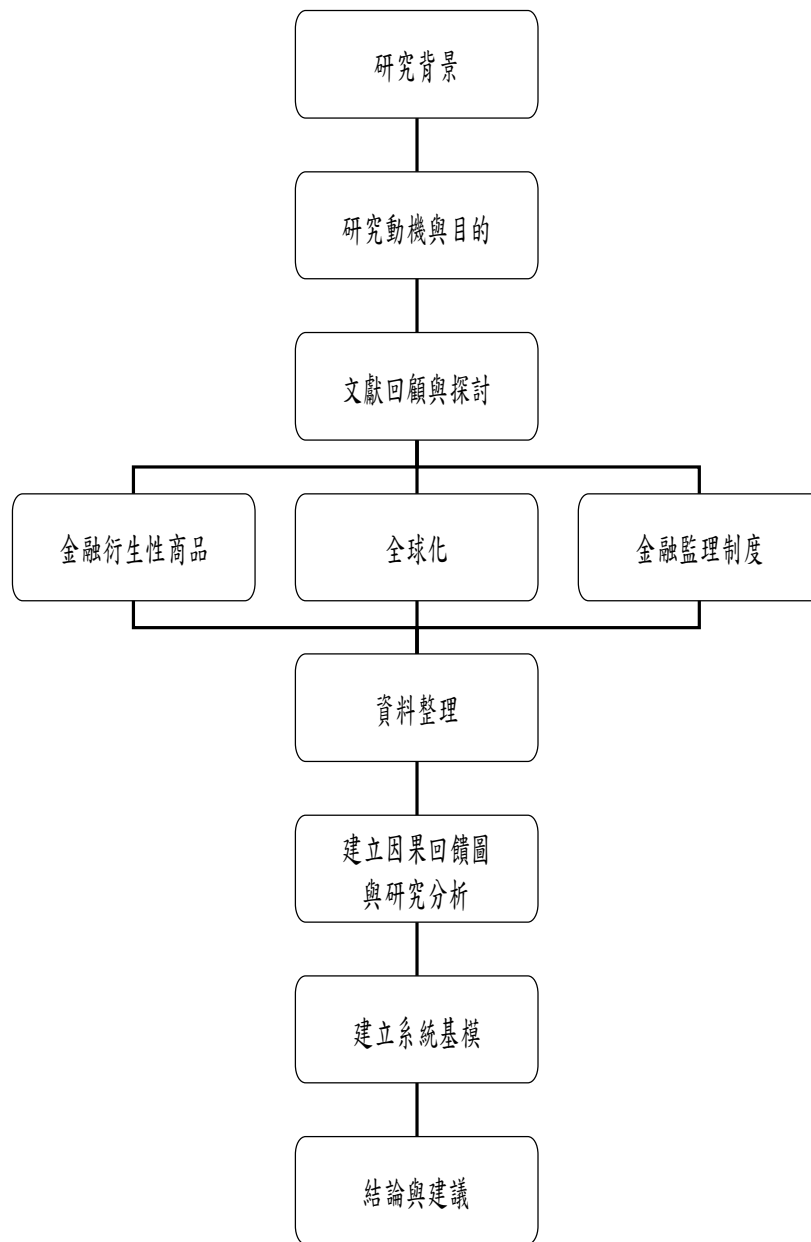 研究背景
研究動機與目的
文獻回顧與探討
金融衍生性商品
全球化
金融監理制度
資料整理
建立因果回饋圖
與研究分析
建立系統基模
結論與建議